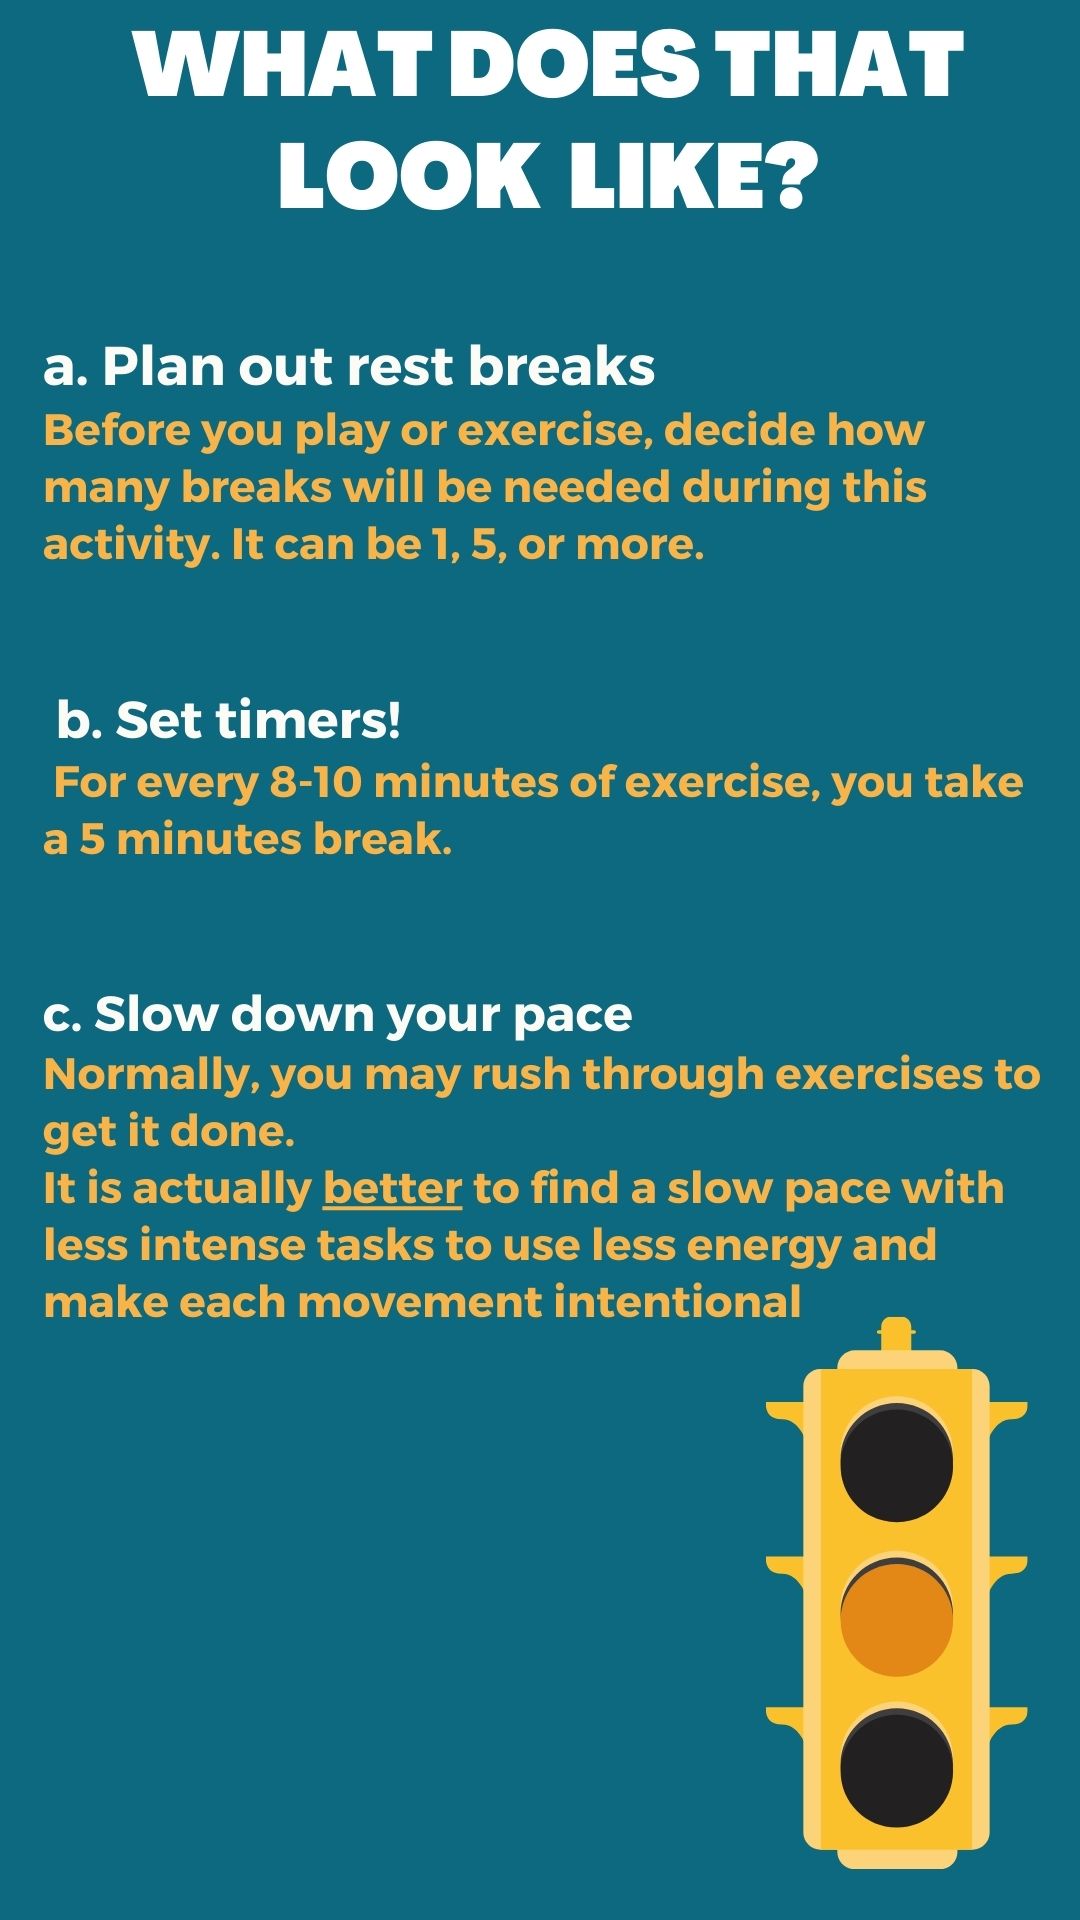 WHAT DOES THAT
LOOK LIKE?
a. Plan out rest breaks
Before you play or exercise, decide how
many breaks will be needed during this
activity. It can be 1, 5, or more.
b. Set timers!
For every 8-10 minutes of exercise, you take
a 5 minutes break.
c. Slow down your pace
Normally, you may rush through exercises to
get it done.
It is actually better to find a slow pace with
less intense tasks to use less energy and
make each movement intentional